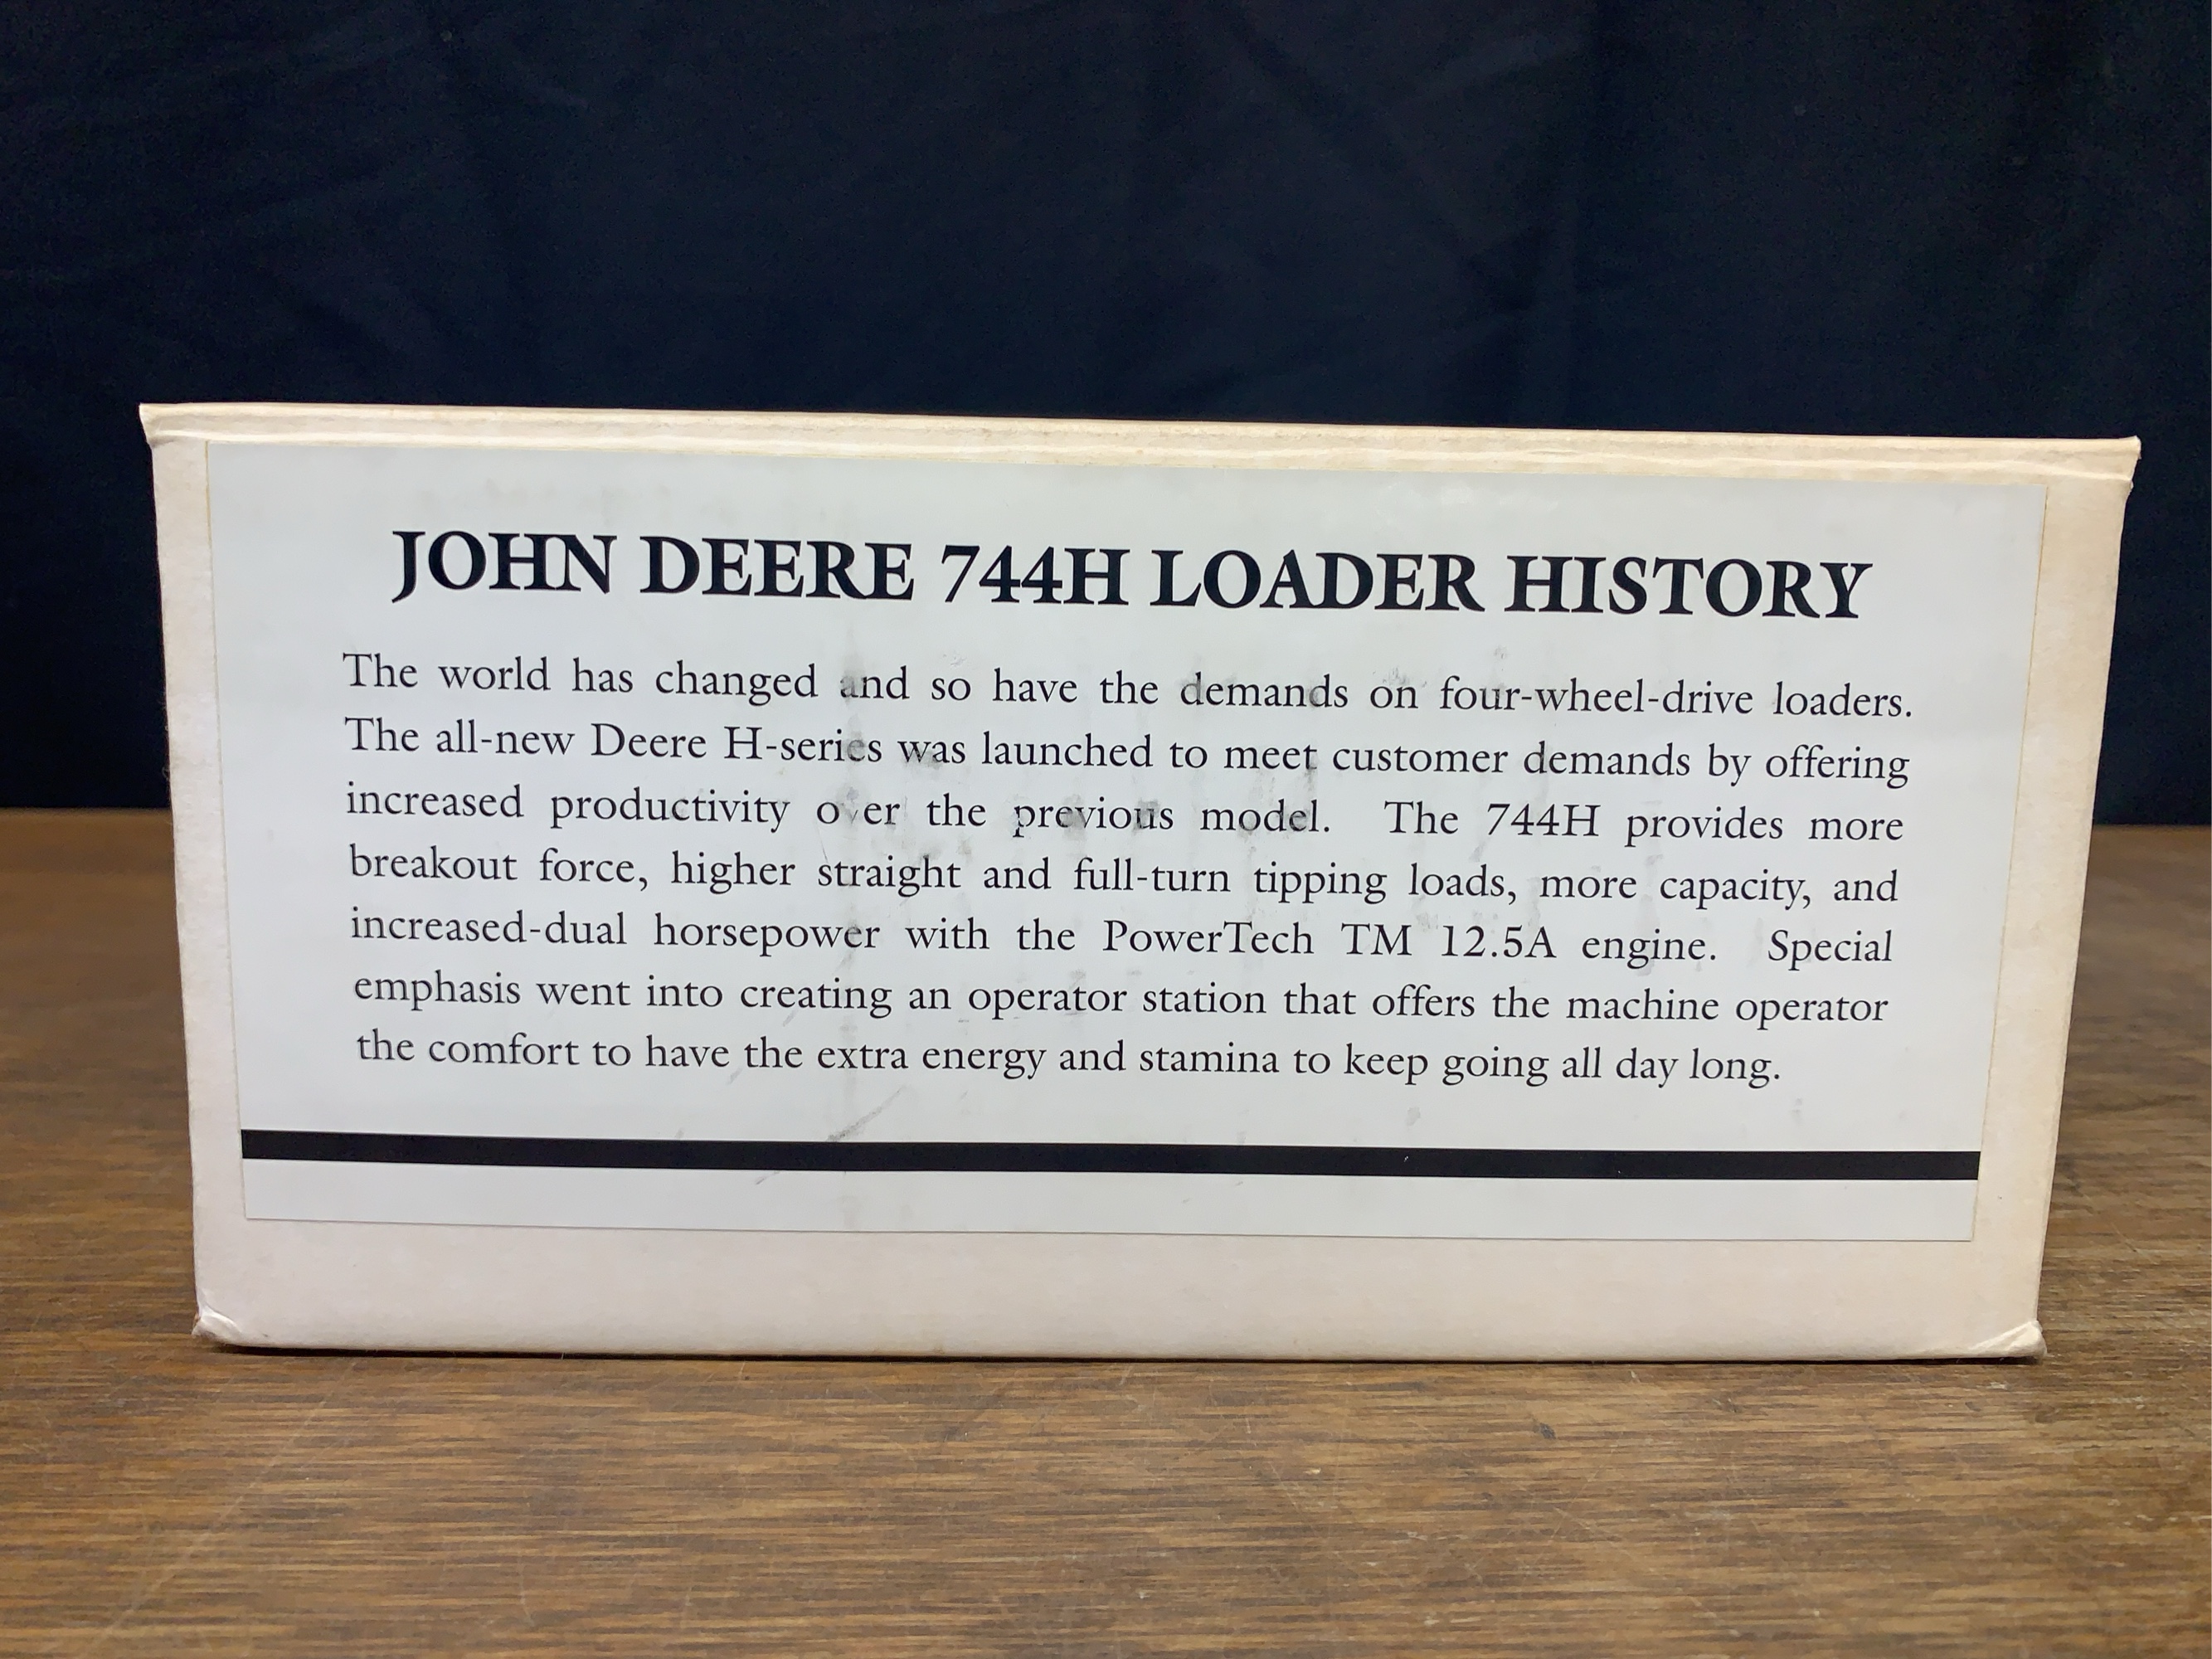 JOHN DEERE 744H LOADER HISTORY
The world has changed and so have the demands on four-wheel-drive loaders.
The all-new Deere H-series was launched to meet customer demands by offering
increased productivity over the previous model. The 744H provides more
breakout force, higher straight and full-turn tipping loads, more capacity, and
increased-dual horsepower with the PowerTech TM 12.5A engine. Special
emphasis went into creating an operator station that offers the machine operator
the comfort to have the extra energy and stamina to keep going all day long.